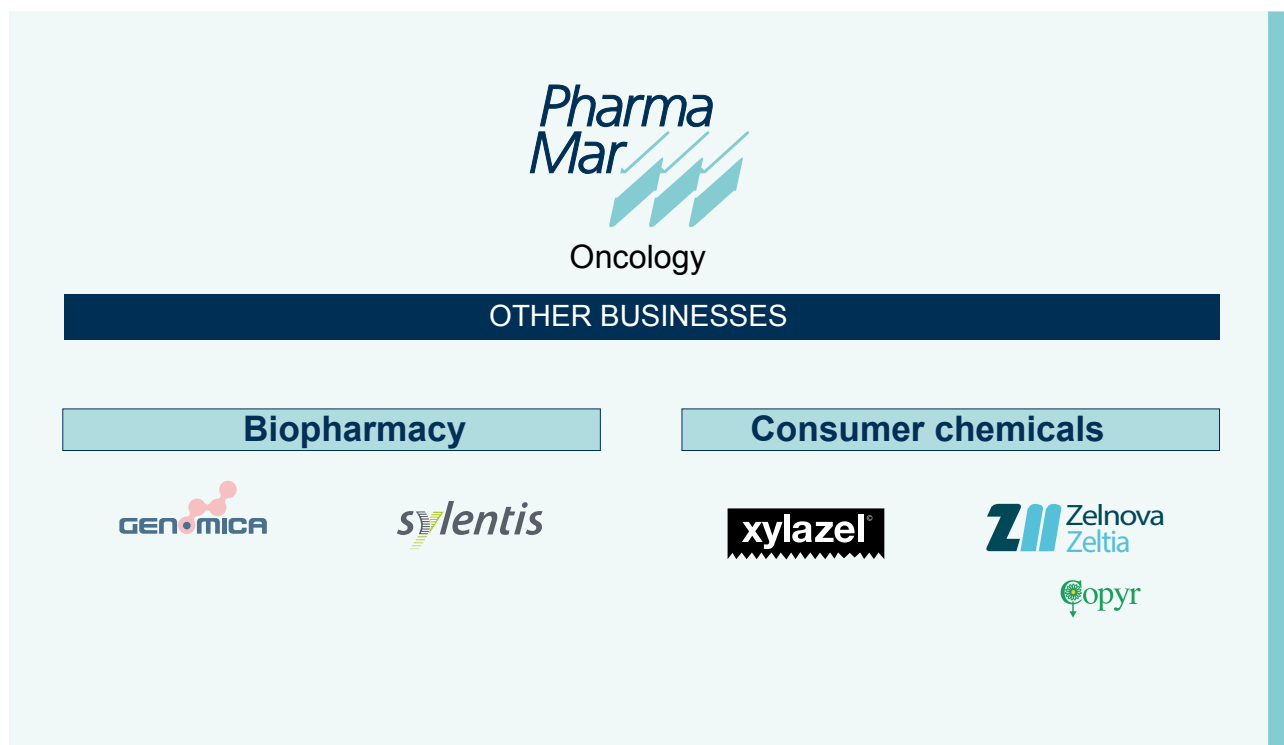 Pharma
Mar
Oncology
OTHER BUSINESSES
Biopharmacy
Consumer chemicals
GENOMICA
sylentis
xylazel©
Zelnova
Zeltia
Copyr